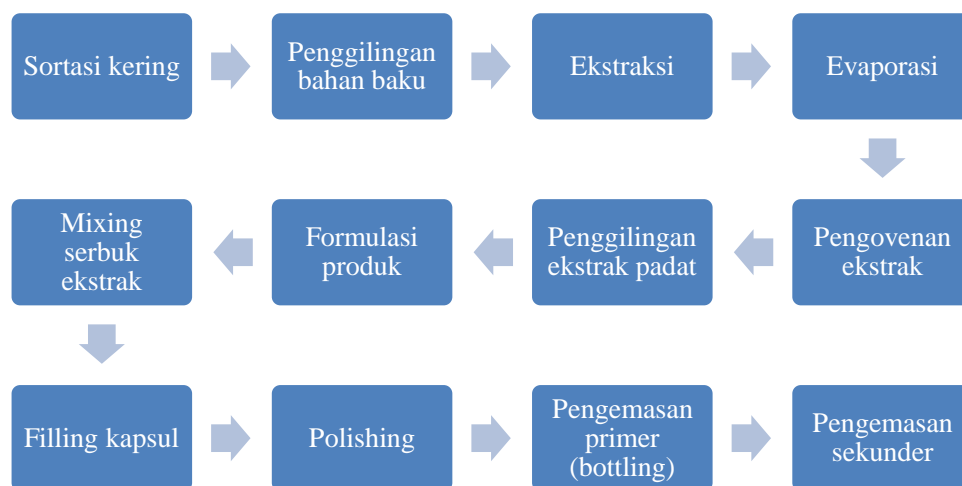 Sortasi kering
Penggilingan
bahan baku
Ekstraksi
Evaporasi
Pengovenan
ekstrak
Penggilingan
ekstrak padat
Formulasi
produk
Mixing
serbuk
ekstrak
Filling kapsul
Polishing
Pengemasan
primer
(bottling)
Pengemasan
sekunder